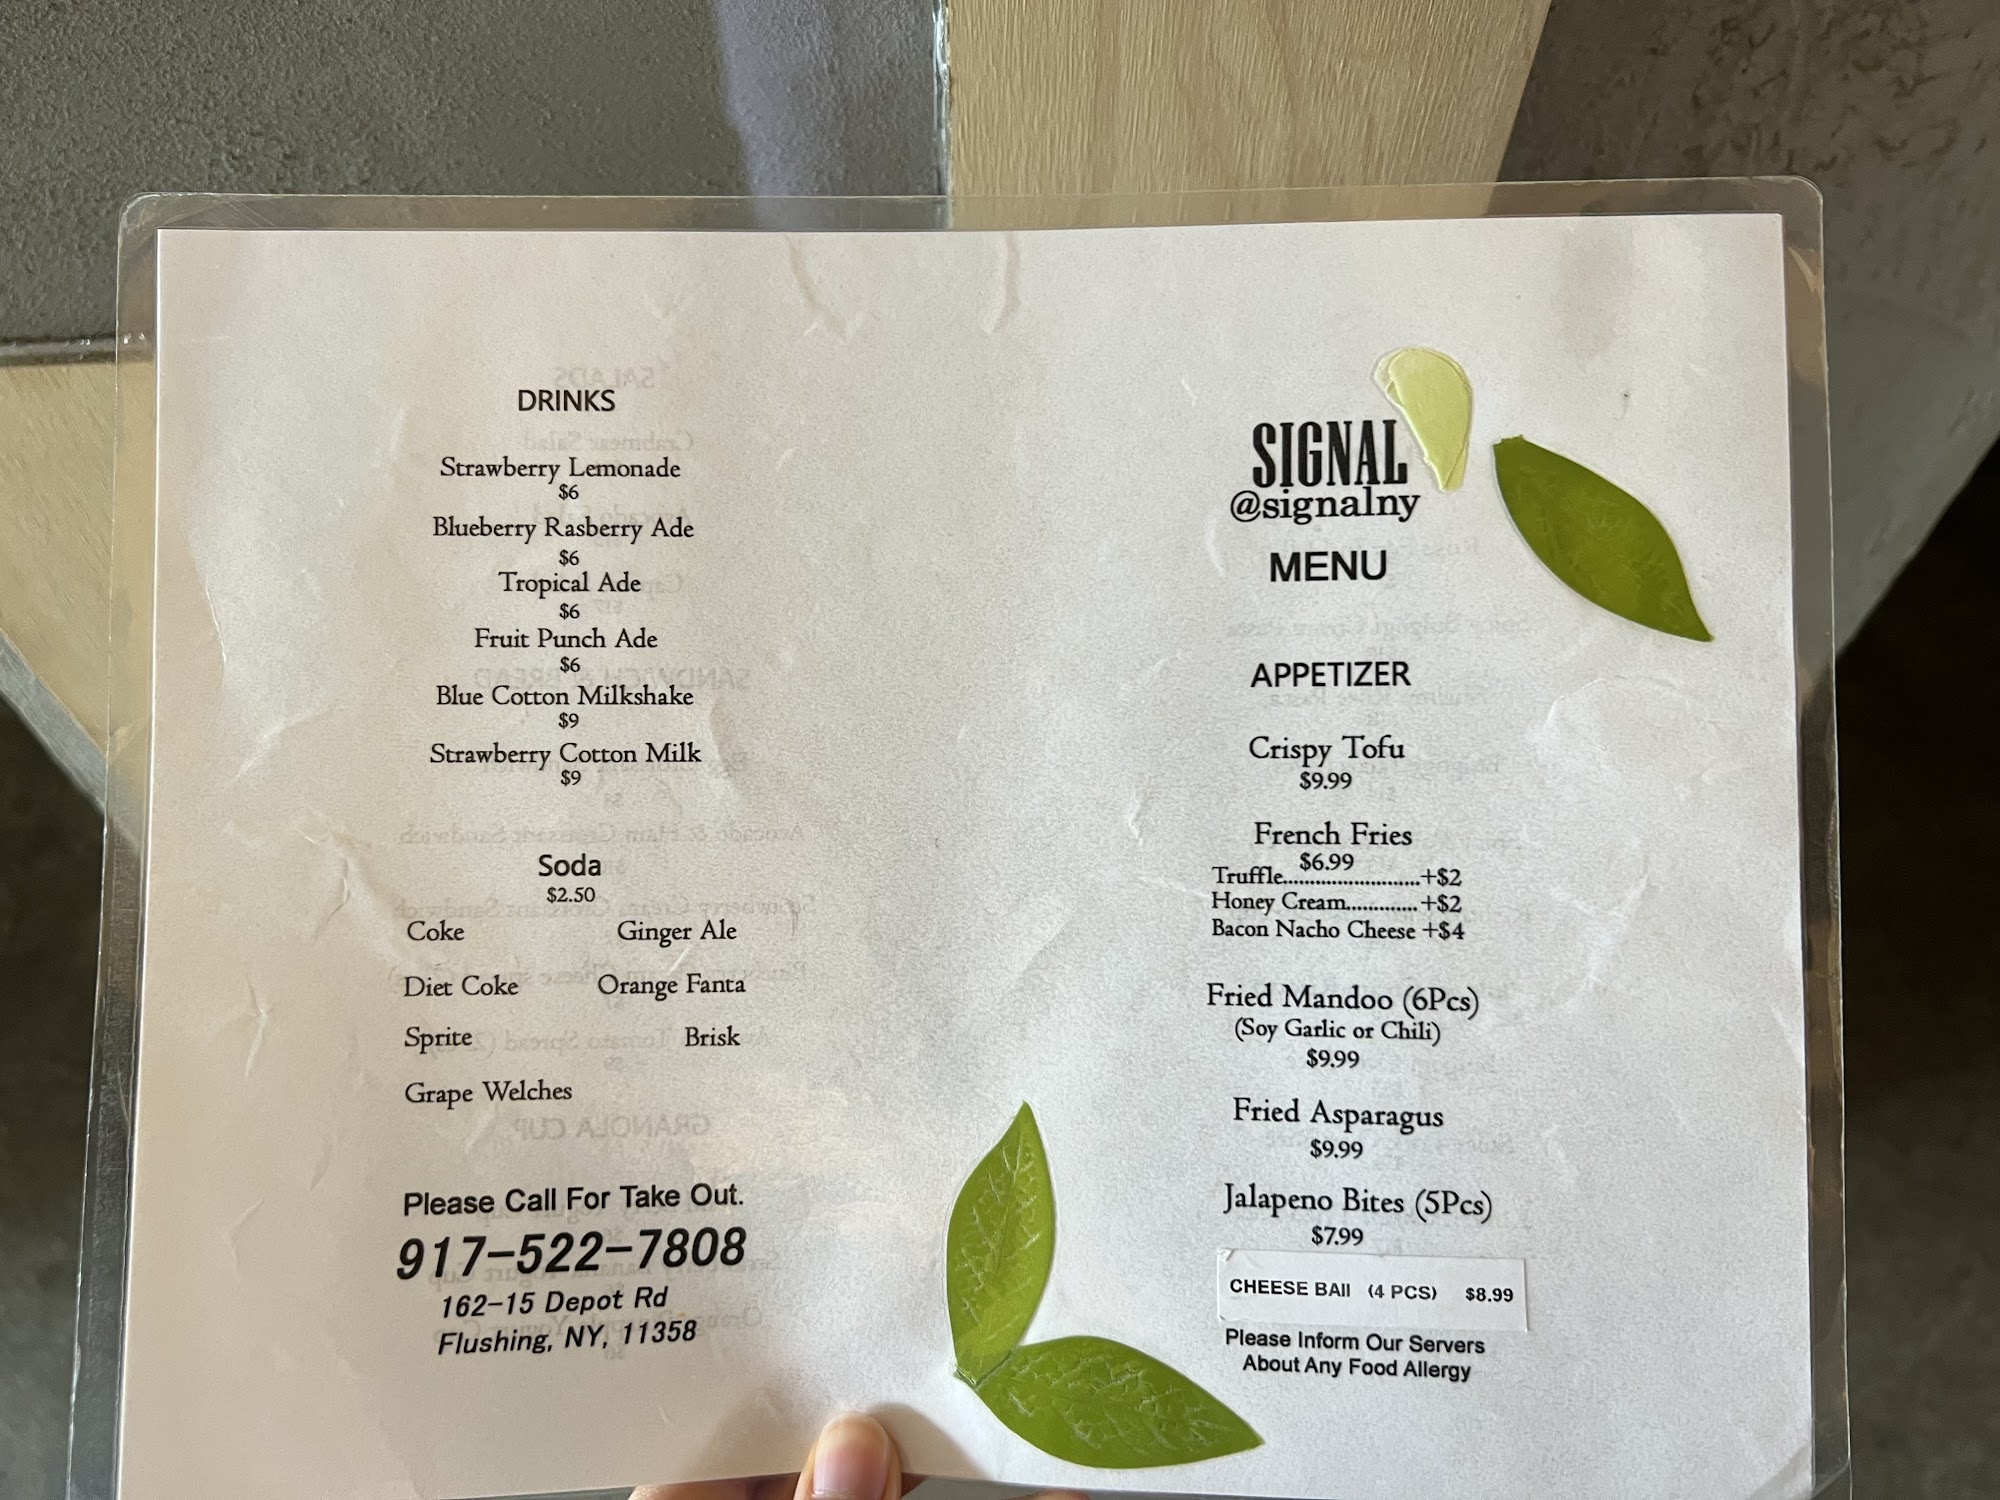 DRINKS
Strawberry Lemonade
$6
Blueberry Rasberry Ade
$6
Tropical Ade
$6
Fruit Punch Ade
$6
Blue Cotton Milkshake
$9
Strawberry Cotton Milk
$9
Soda
$2.50
Coke Ginger Ale
Diet Coke Orange Fanta
Sprite Brisk
Grape Welches
Please Call For Take Out.
917-522-7808
162-15 Depot Rd
Flushing, NY, 11358
SIGNAL
@signalny
MENU
APPETIZER
Crispy Tofu
$9.99
French Fries
$6.99
Truffle..........................+$2
Honey Cream.............+$2
Bacon Nacho Cheese +$4
Fried Mandoo (6Pcs)
(Soy Garlic or Chili)
$9.99
Fried Asparagus
$9.99
Jalapeno Bites (5Pcs)
$7.99
CHEESE BAll (4 PCS) $8.99
Please Inform Our Servers
About Any Food Allergy